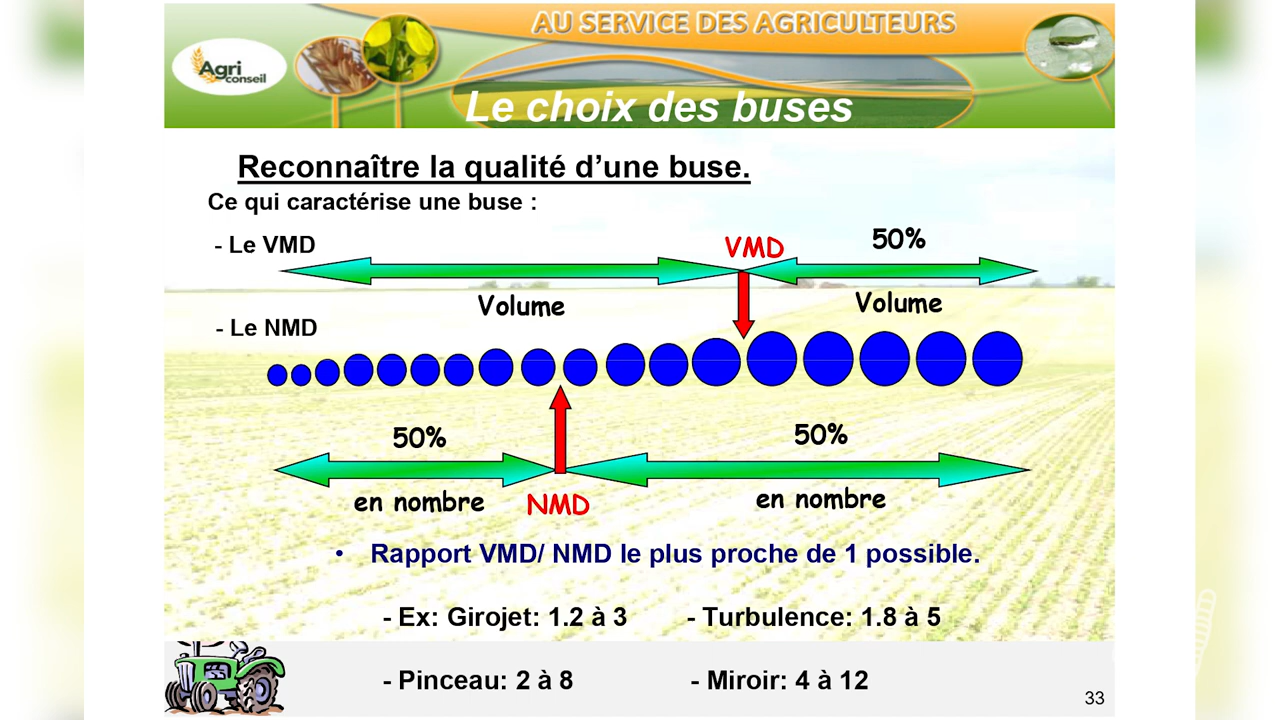 AU SERVICE DES AGRICULTEURS
Agri
conseil
Le choix des buses
Reconnaître la qualité d’une buse.
Ce qui caractérise une buse :
- Le VMD
VMD
50%
Volume
Volume
- Le NMD
50%
50%
en nombre
NMD
en nombre
• Rapport VMD/ NMD le plus proche de 1 possible.
- Ex: Girojet: 1.2 à 3
- Turbulence: 1.8 à 5
- Pinceau: 2 à 8
- Miroir: 4 à 12
33